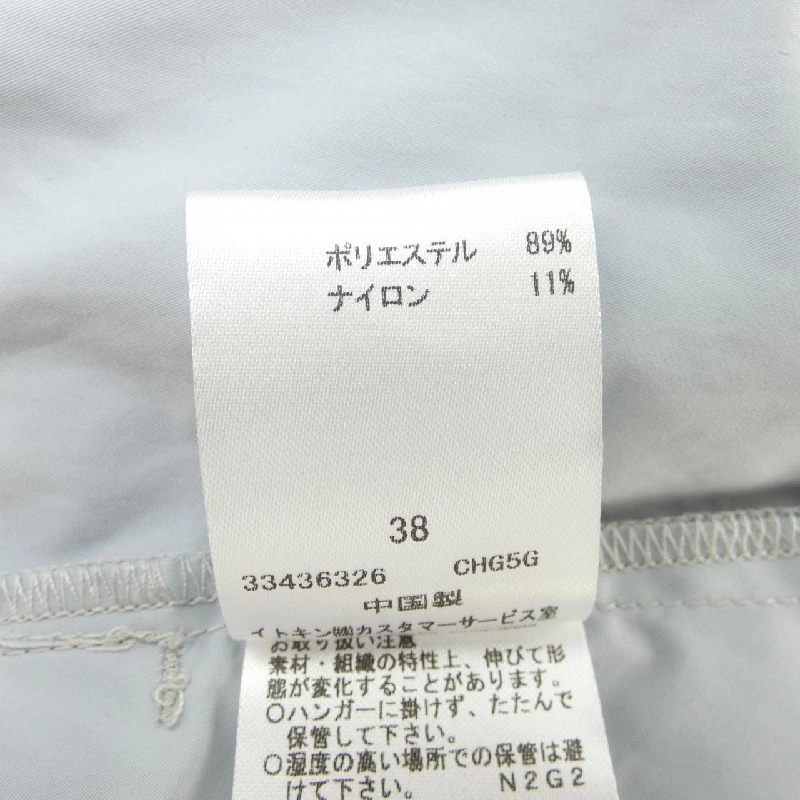 ポリエステル 89%
ナイロン 11%
38
33436326 CHG5G
中国製
イトキン㈱カスタマーサービス室
お取り扱い注意
素材・組織の特性上、伸びて形
態が変化することがあります。
○ハンガーに掛けず、たたんで
保管して下さい。
○湿度の高い場所での保管は避
けて下さい。 N2G2